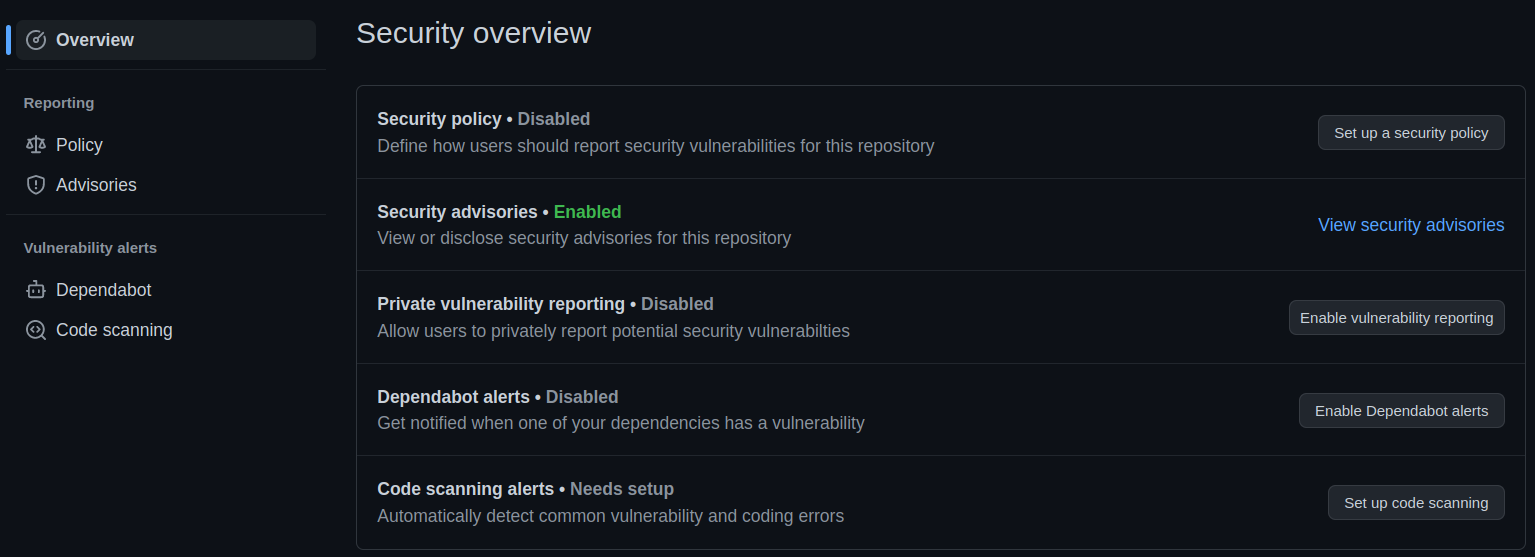 Overview
Reporting
Policy
Advisories
Vulnerability alerts
Dependabot
Code scanning
Security overview
Security policy • Disabled
Define how users should report security vulnerabilities for this repository
Set up a security policy
Security advisories • Enabled
View or disclose security advisories for this repository
View security advisories
Private vulnerability reporting • Disabled
Allow users to privately report potential security vulnerabilties
Enable vulnerability reporting
Dependabot alerts • Disabled
Get notified when one of your dependencies has a vulnerability
Enable Dependabot alerts
Code scanning alerts • Needs setup
Automatically detect common vulnerability and coding errors
Set up code scanning